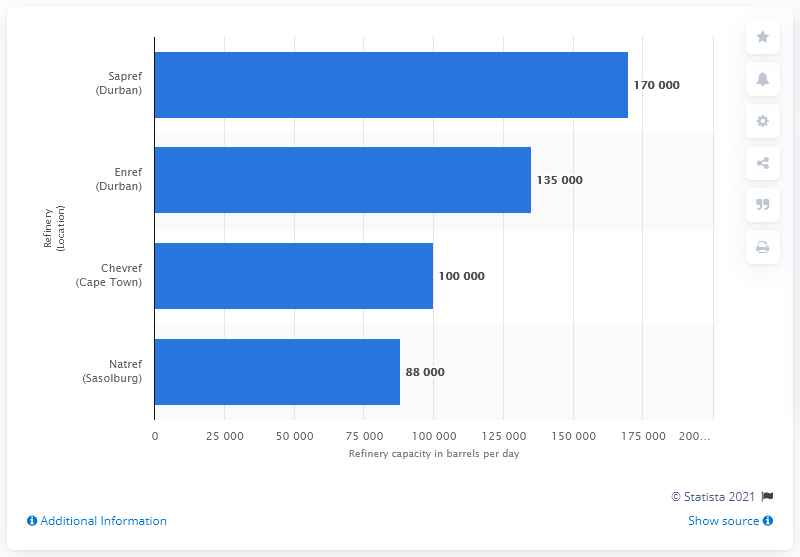 Sapref
(Durban)
170 000
Enref
(Durban)
135 000
Refinery
(Location)
Chevref
(Cape Town)
100 000
Natref
(Sasolburg)
88 000
0 25 000 50 000 75 000 100 000 125 000 150 000 175 000 200...
Refinery capacity in barrels per day
© Statista 2021
Additional Information
Show source